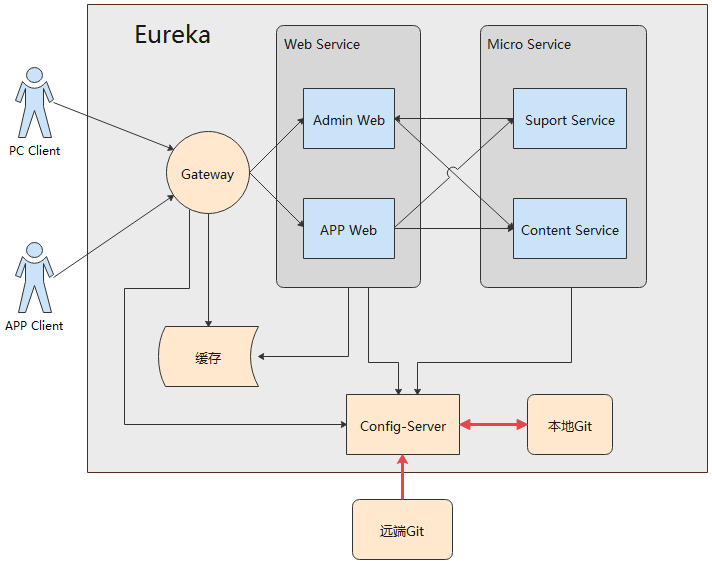 Eureka
Web Service
Micro Service
Admin Web
Suport Service
PC Client
Gateway
APP Web
Content Service
APP Client
缓存
Config-Server
本地Git
远端Git